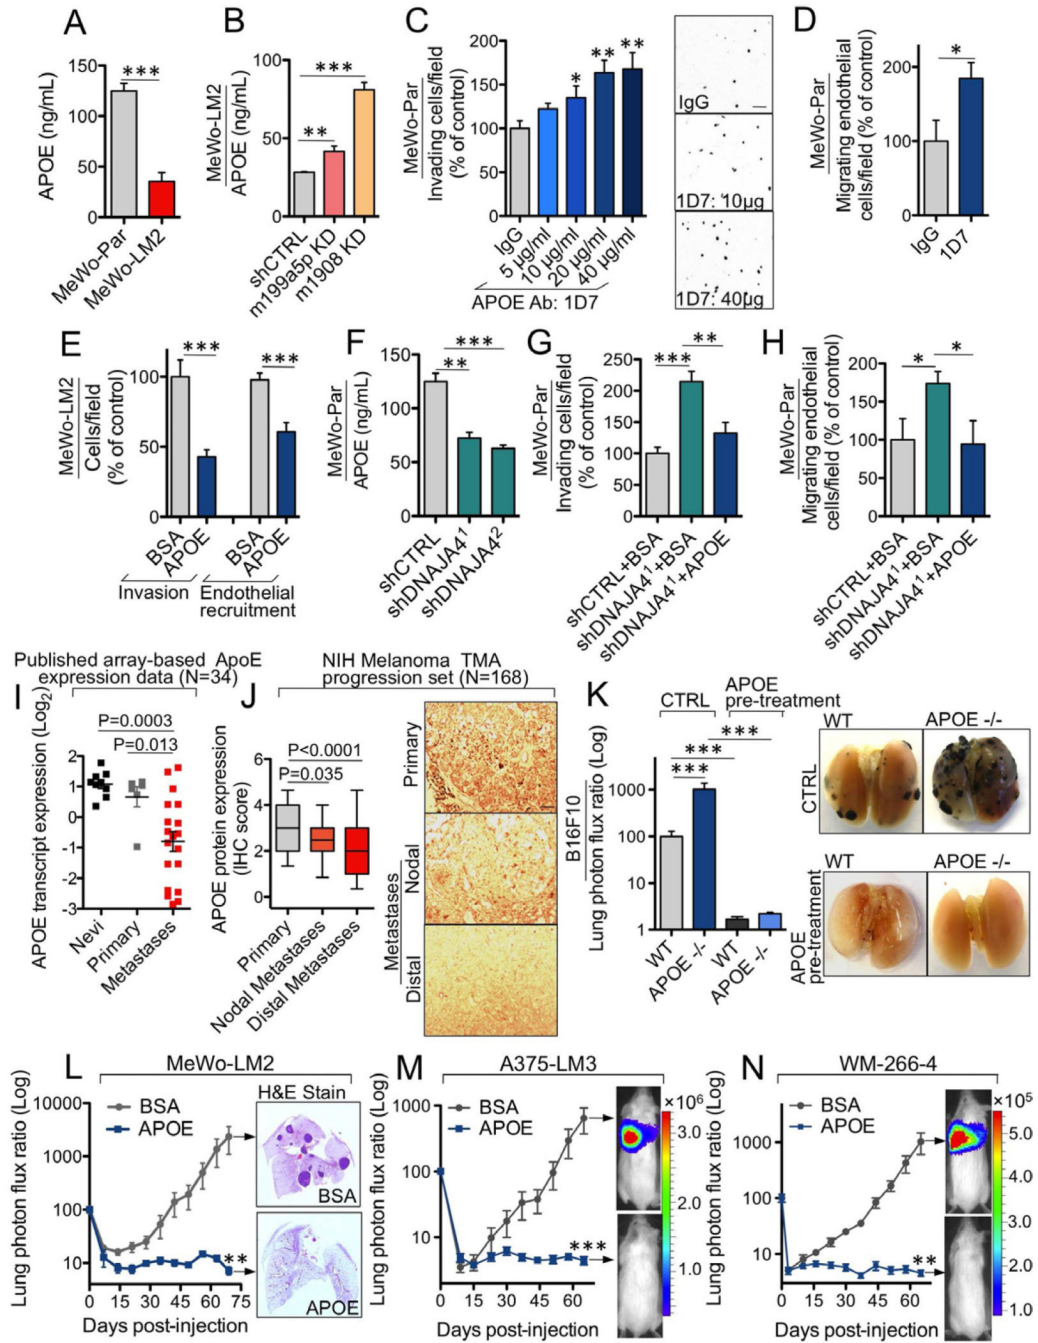 A
APOE (ng/mL)
150
100
50
0
***
MeWo-Par
MeWo-LM2
B
MeWo-LM2
APOE (ng/mL)
100
50
0
***
**
shCTRL
m199a5p KD
m1908 KD
C
MeWo-Par
Invading cells/field
(% of control)
200
150
100
50
0
*
**
**
IgG
5 µg/ml
10 µg/ml
20 µg/ml
40 µg/ml
APOE Ab: 1D7
IgG
1D7: 10µg
1D7: 40µg
D
MeWo-Par
Migrating endothelial
cells/field (% of control)
200
100
0
*
IgG
1D7
E
MeWo-LM2
Cells/field
(% of control)
100
50
0
***
***
BSA
APOE
BSA
APOE
Invasion
Endothelial
recruitment
F
MeWo-Par
APOE (ng/mL)
150
100
50
0
***
**
shCTRL
shDNAJA4¹
shDNAJA4²
G
MeWo-Par
Invading cells/field
(% of control)
250
200
150
100
50
0
**
***
shCTRL+BSA
shDNAJA4¹+BSA
shDNAJA4¹+APOE
H
MeWo-Par
Migrating endothelial
cells/field (% of control)
250
200
150
100
50
0
*
*
shCTRL+BSA
shDNAJA4¹+BSA
shDNAJA4¹+APOE
Published array-based ApoE
expression data (N=34)
I
APOE transcript expression (Log₂)
P=0.0003
P=0.013
2
1
0
-1
-2
-3
Nevi
Primary
Metastases
NIH Melanoma TMA
progression set (N=168)
J
APOE protein expression
(IHC score)
P<0.0001
P=0.035
6
4
2
0
Primary
Nodal Metastases
Distal Metastases
Primary
Nodal
Distal
Metastases
K
CTRL
APOE
pre-treatment
B16F10
Lung photon flux ratio (Log)
1000
100
10
1
***
***
***
WT
APOE -/-
WT
APOE -/-
WT
APOE -/-
CTRL
WT
APOE -/-
APOE
pre-treatment
L
MeWo-LM2
Lung photon flux ratio (Log)
10000
1000
100
10
BSA
APOE
**
0 15 30 45 60 75
Days post-injection
H&E Stain
BSA
APOE
M
A375-LM3
Lung photon flux ratio (Log)
1000
100
10
BSA
APOE
***
0 15 30 45 60
Days post-injection
×10⁶
3.0
2.0
1.0
N
WM-266-4
Lung photon flux ratio (Log)
1000
100
10
BSA
APOE
**
0 15 30 45 60
Days post-injection
×10⁵
5.0
4.0
3.0
2.0
1.0